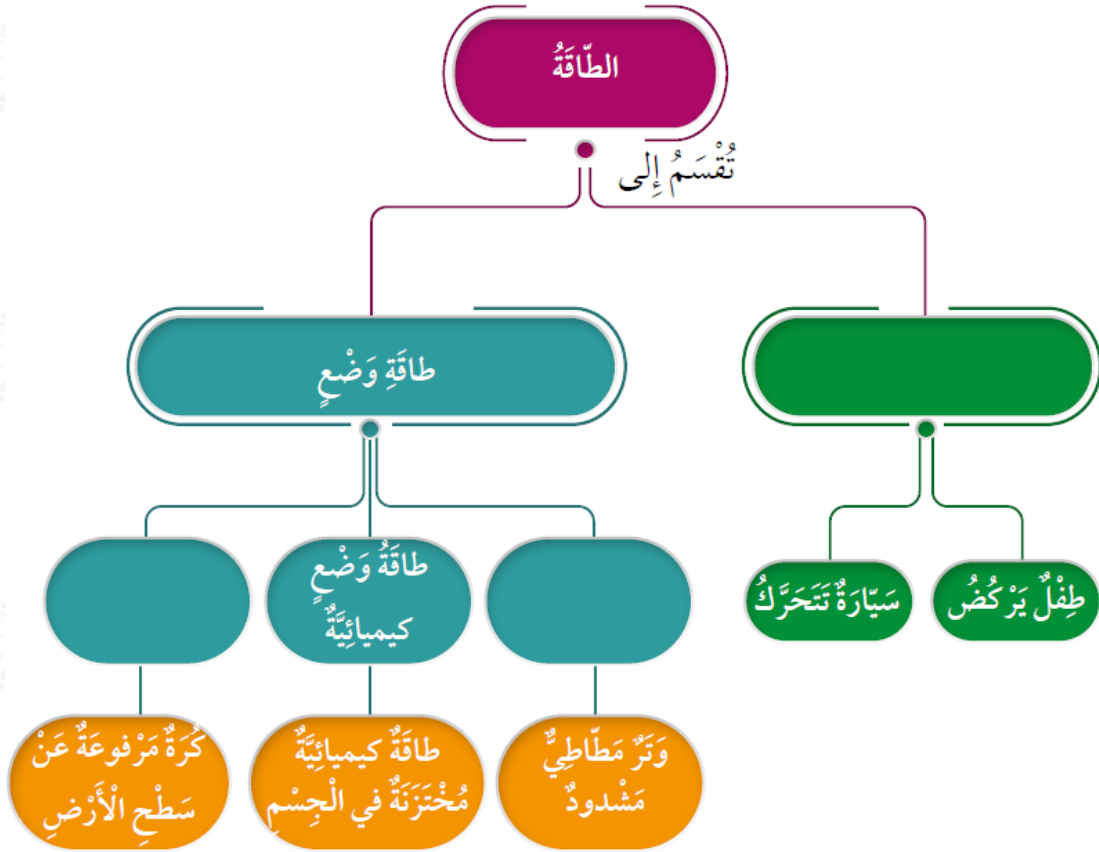 الطّاقَةُ
تُقْسَمُ إِلى
طاقَةِ وَضْعٍ
طِفْلٌ يَرْكُضُ
سَيّارَةٌ تَتَحَرَّكُ
طاقَةُ وَضْعٍ
كيميائِيَّةٌ
وَتَرٌ مَطّاطِيٌّ
مَشْدودٌ
طاقَةٌ كيميائِيَّةٌ
مُخْتَزَنَةٌ في الْجِسْمِ
كُرَةٌ مَرْفوعَةٌ عَنْ
سَطْحِ الْأَرْضِ